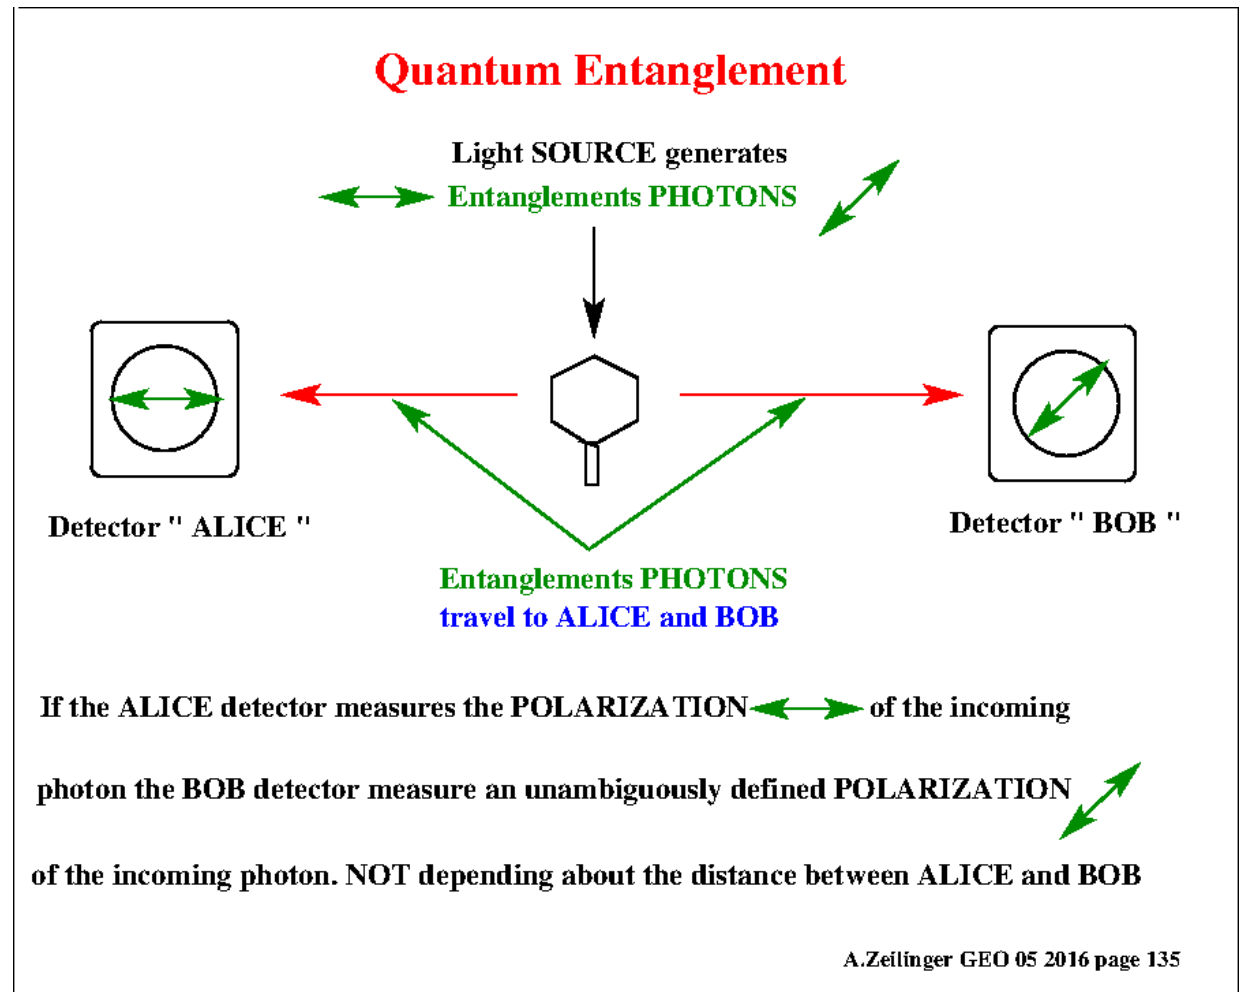 Quantum Entanglement
Light SOURCE generates
Entanglements PHOTONS
Detector " ALICE "
Detector " BOB "
Entanglements PHOTONS
travel to ALICE and BOB
If the ALICE detector measures the POLARIZATION of the incoming
photon the BOB detector measure an unambiguously defined POLARIZATION
of the incoming photon. NOT depending about the distance between ALICE and BOB
A.Zeilinger GEO 05 2016 page 135